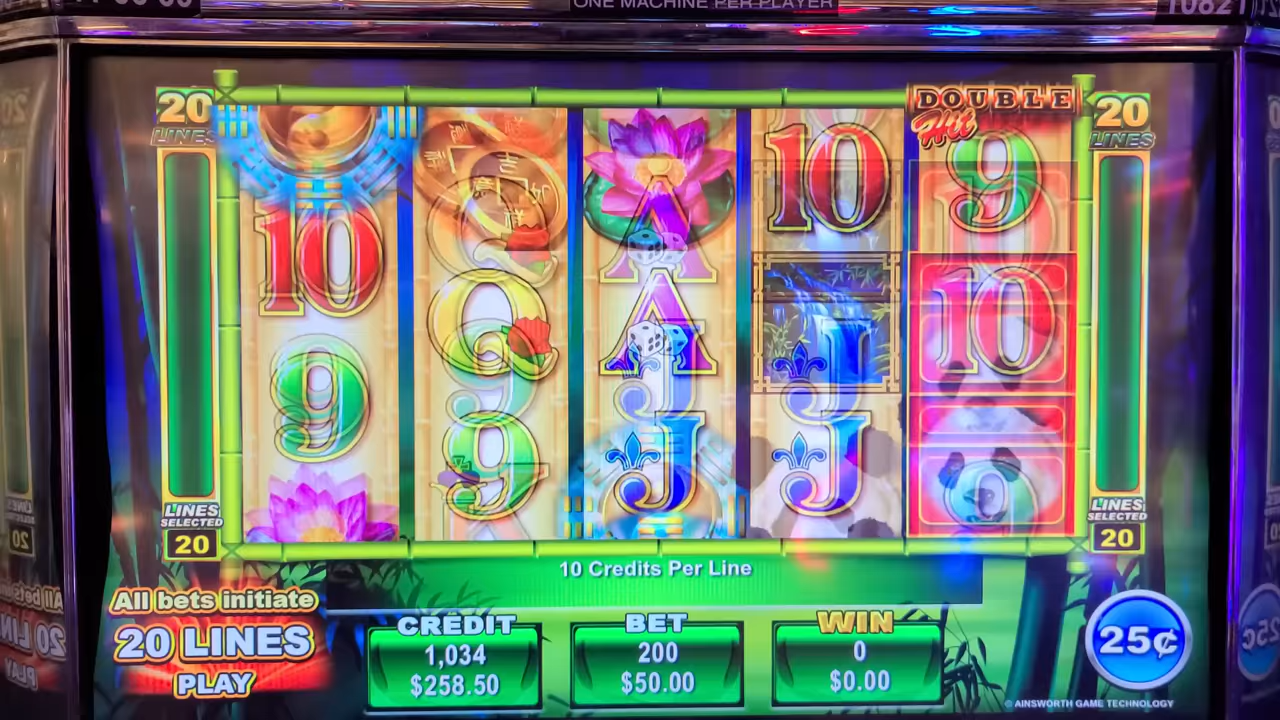 ONE MACHINE PER PLAYER
10821
20
LINES
DOUBLE
Hit
20
LINES
10
9
10
10
Q
A
A
9
J
J
9
J
J
LINES
SELECTED
20
LINES
SELECTED
20
10 Credits Per Line
All bets initiate
20 LINES
PLAY
CREDIT
1,034
$258.50
BET
200
$50.00
WIN
0
$0.00
25¢
© AINSWORTH GAME TECHNOLOGY